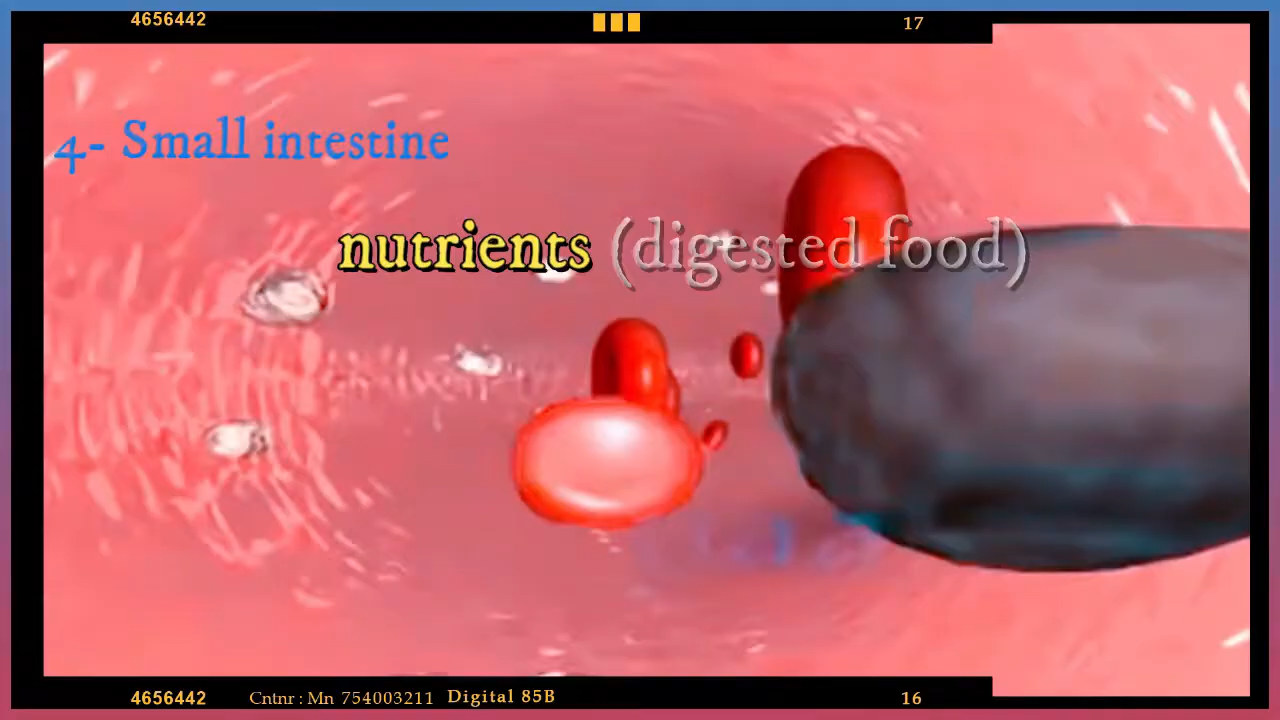 4656442 17
4- Small intestine
nutrients (digested food)
4656442 Cntnr : Mn 754003211 Digital 85B 16